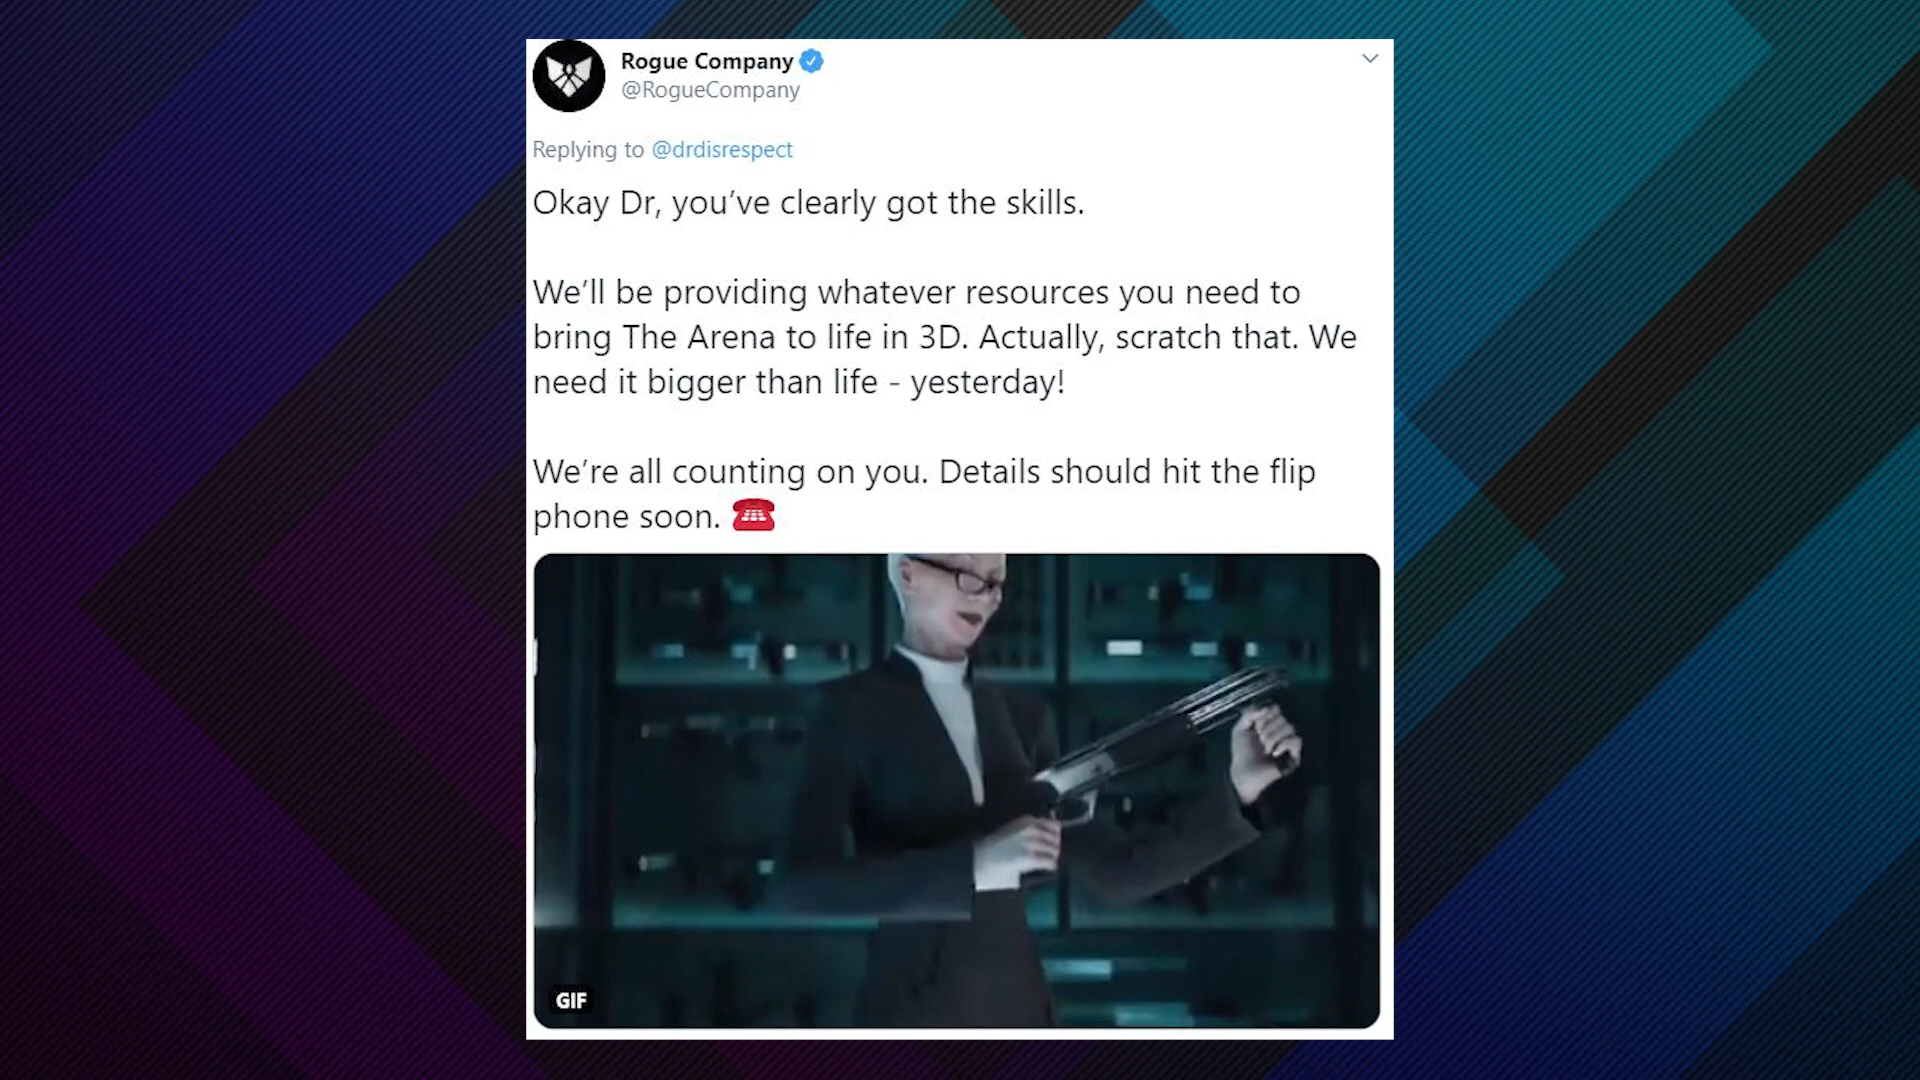 Rogue Company
@RogueCompany
Replying to @drdisrespect
Okay Dr, you’ve clearly got the skills.
We’ll be providing whatever resources you need to
bring The Arena to life in 3D. Actually, scratch that. We
need it bigger than life - yesterday!
We’re all counting on you. Details should hit the flip
phone soon. ☎️
GIF